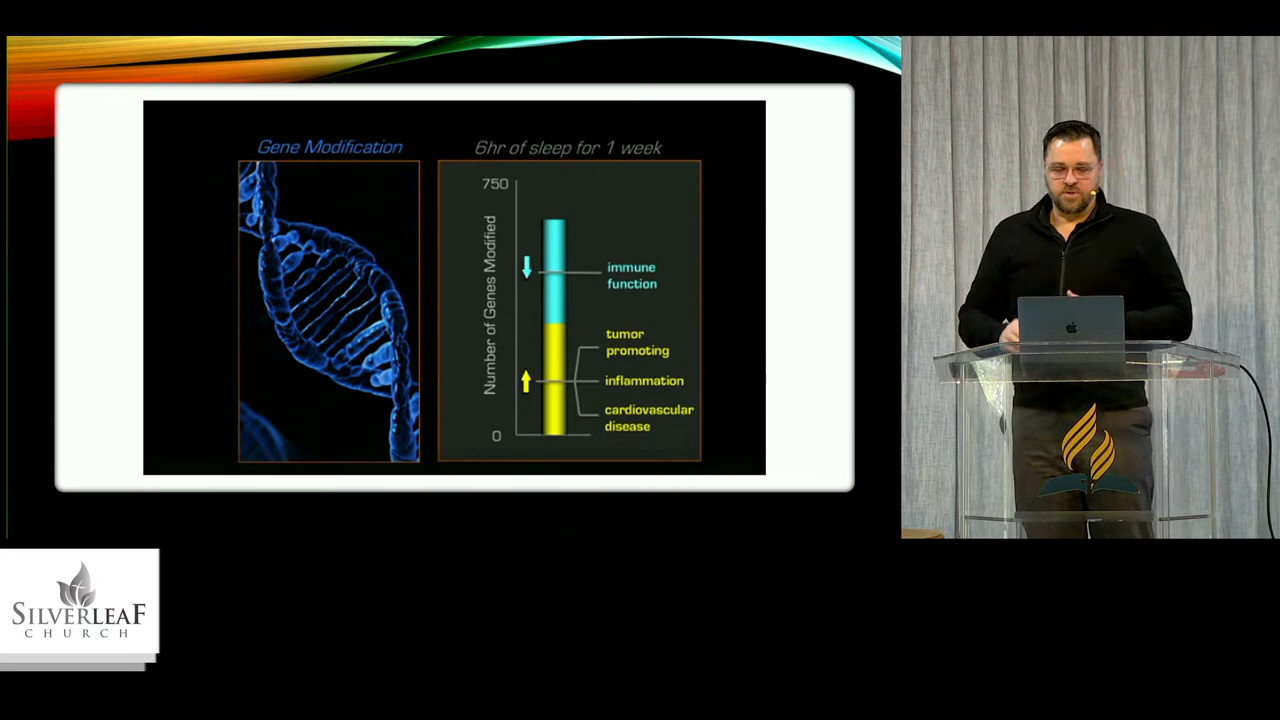 Gene Modification
6hr of sleep for 1 week
750
Number of Genes Modified
0
immune
function
tumor
promoting
inflammation
cardiovascular
disease
SILVERLEAF
CHURCH